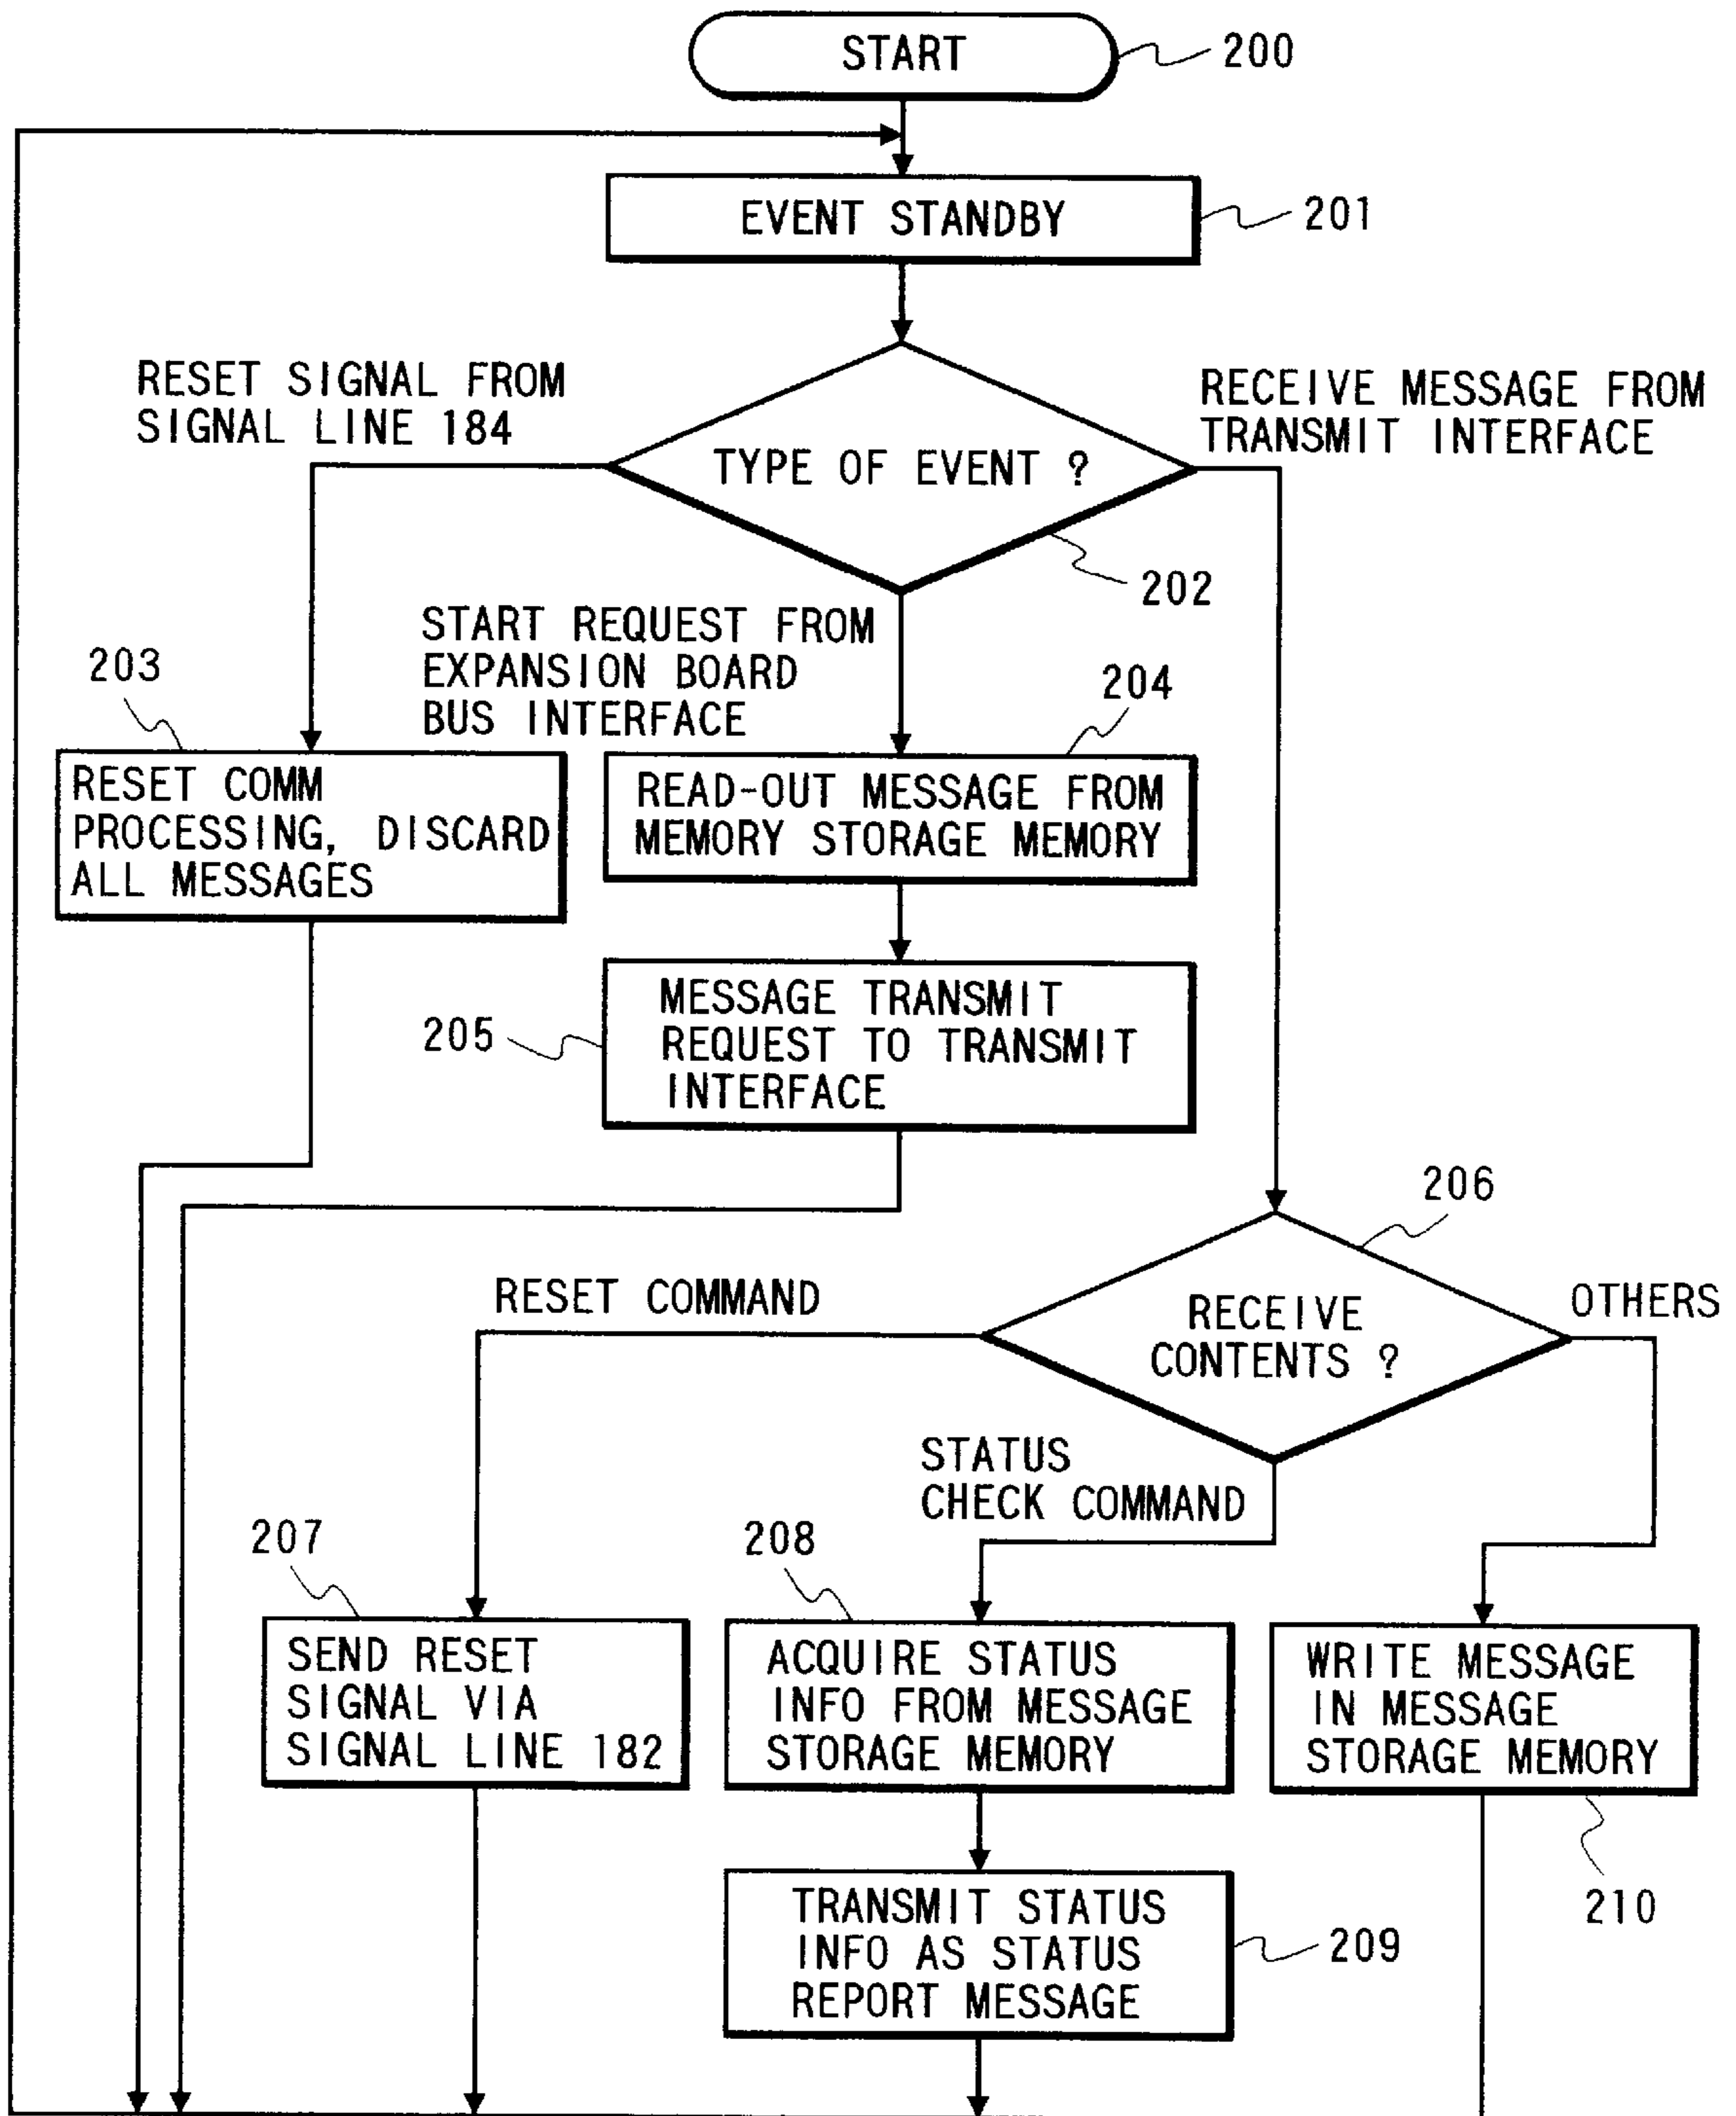 START
200
EVENT STANDBY
201
RESET SIGNAL FROM
SIGNAL LINE 184
RECEIVE MESSAGE FROM
TRANSMIT INTERFACE
TYPE OF EVENT ?
202
START REQUEST FROM
EXPANSION BOARD
BUS INTERFACE
203
204
RESET COMM
PROCESSING, DISCARD
ALL MESSAGES
READ-OUT MESSAGE FROM
MEMORY STORAGE MEMORY
205
MESSAGE TRANSMIT
REQUEST TO TRANSMIT
INTERFACE
206
RESET COMMAND
OTHERS
RECEIVE
CONTENTS ?
STATUS
CHECK COMMAND
207
208
SEND RESET
SIGNAL VIA
SIGNAL LINE 182
ACQUIRE STATUS
INFO FROM MESSAGE
STORAGE MEMORY
WRITE MESSAGE
IN MESSAGE
STORAGE MEMORY
210
TRANSMIT STATUS
INFO AS STATUS
REPORT MESSAGE
209